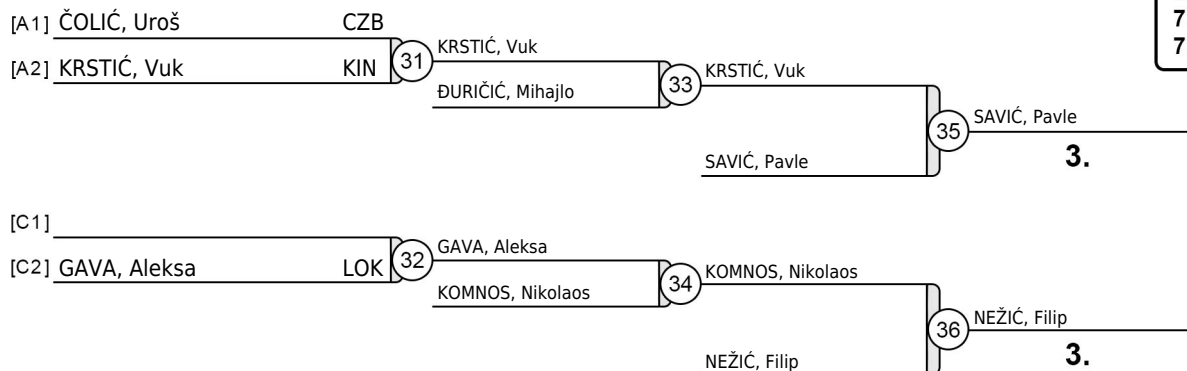 [A1] ČOLIĆ, Uroš CZB
[A2] KRSTIĆ, Vuk KIN
31
KRSTIĆ, Vuk
ĐURIČIĆ, Mihajlo
33
KRSTIĆ, Vuk
SAVIĆ, Pavle
35
SAVIĆ, Pavle
3.
7
7
[C1]
[C2] GAVA, Aleksa LOK
32
GAVA, Aleksa
KOMNOS, Nikolaos
34
KOMNOS, Nikolaos
NEŽIĆ, Filip
36
NEŽIĆ, Filip
3.